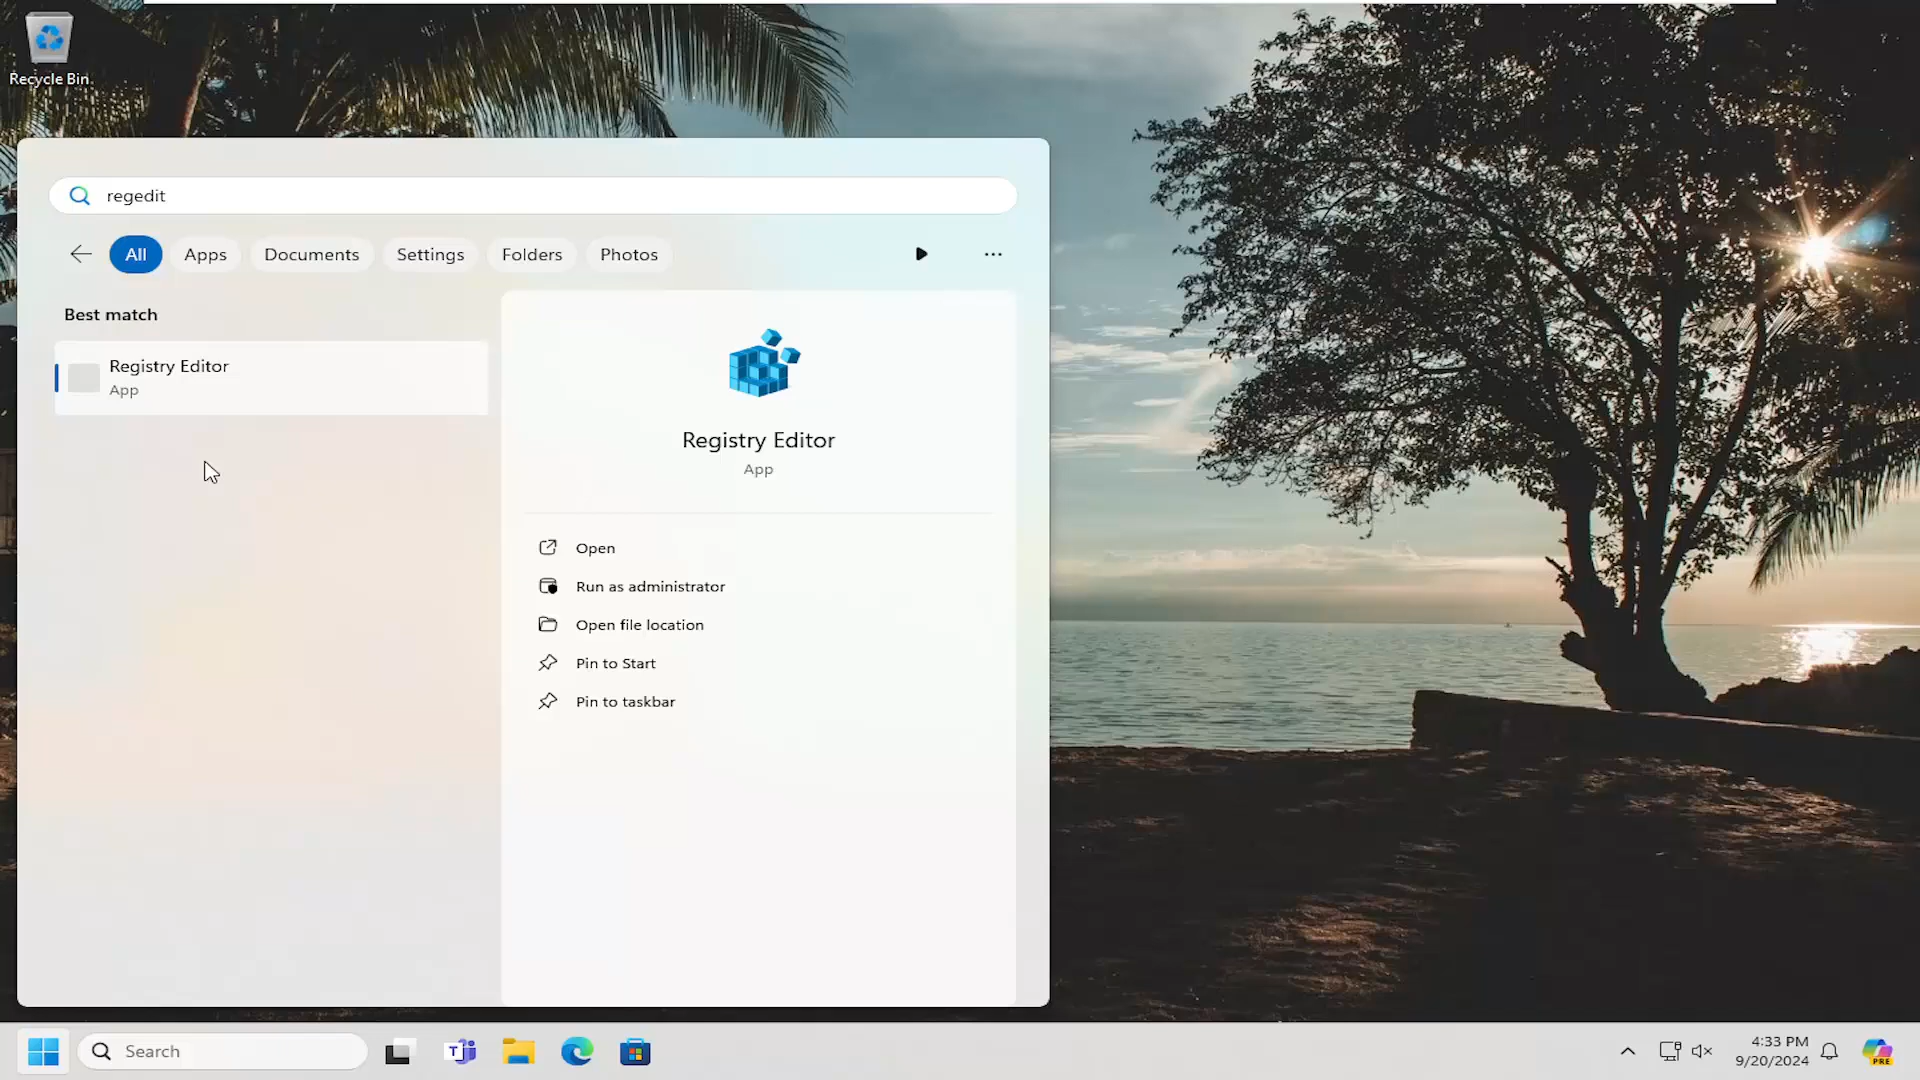 Recycle Bin
regedit
All
Apps
Documents
Settings
Folders
Photos
Best match
Registry Editor
App
Registry Editor
App
Open
Run as administrator
Open file location
Pin to Start
Pin to taskbar
Search
4:33 PM
9/20/2024
PRE